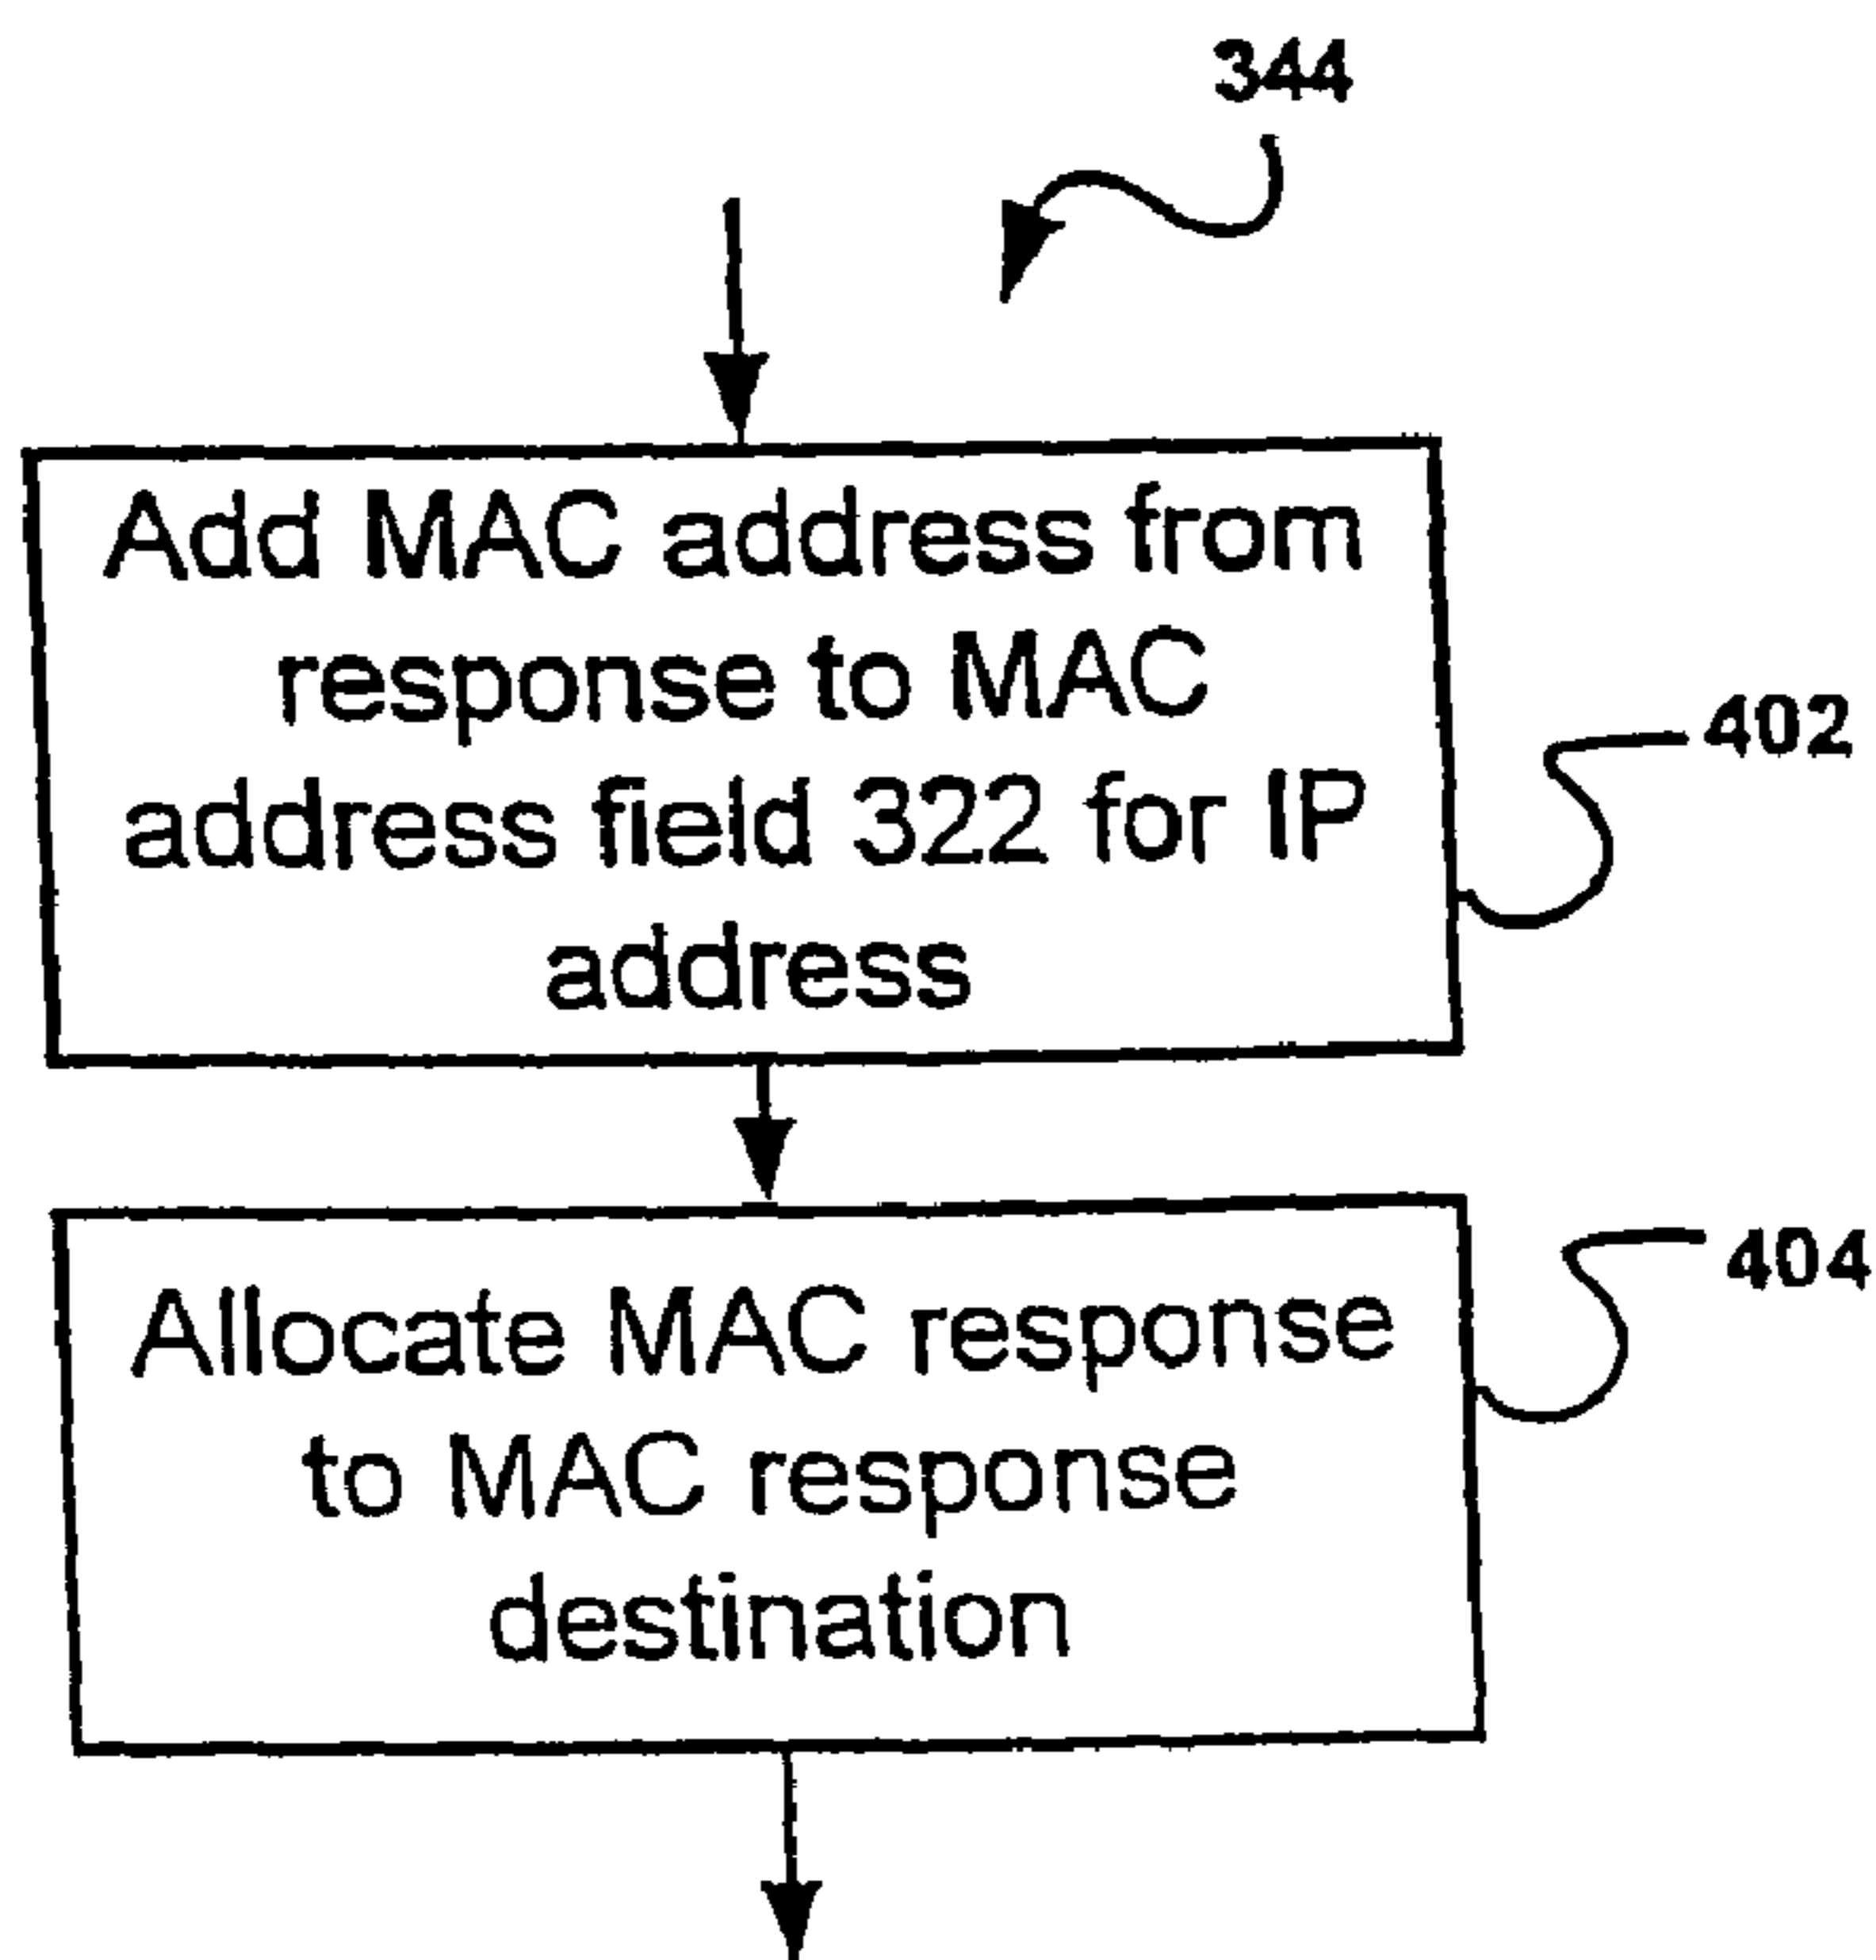 344
Add MAC address from
response to MAC
address field 322 for IP
address
402
Allocate MAC response
to MAC response
destination
404